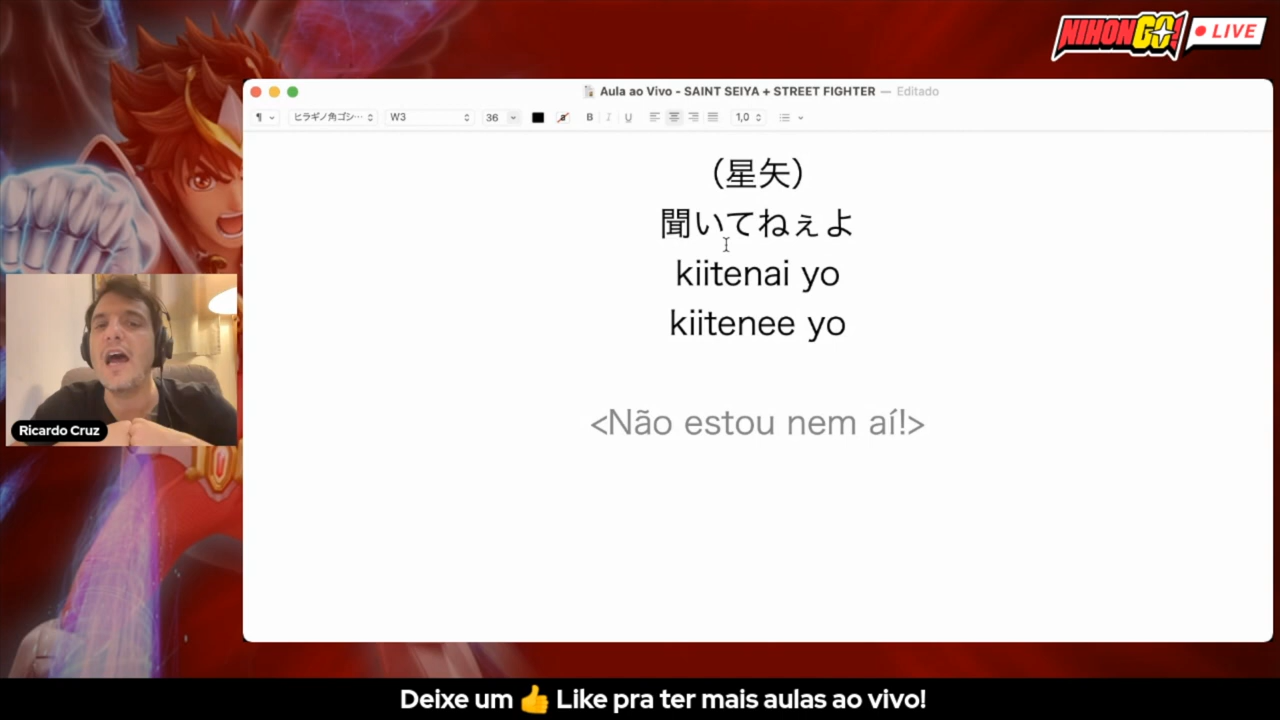 NIHONGO! LIVE
Aula ao Vivo - SAINT SEIYA + STREET FIGHTER — Editado
¶ ヒラギノ角ゴシ… W3 36 B I U 1,0
（星矢）
聞いてねぇよ
kiitenai yo
kiitenee yo
<Não estou nem aí!>
Ricardo Cruz
Deixe um 👍 Like pra ter mais aulas ao vivo!